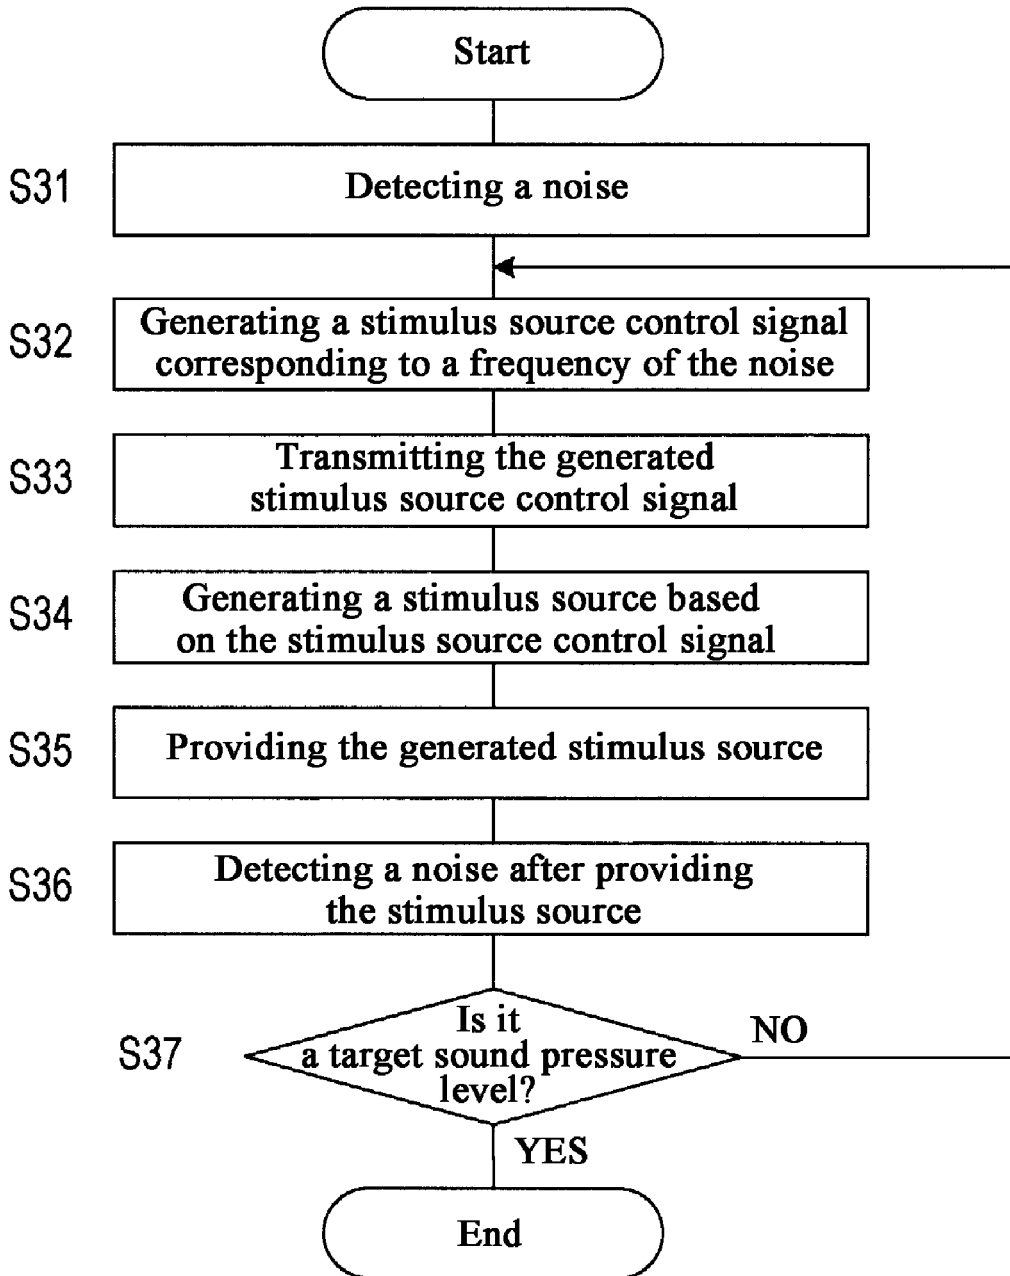 Start
S31
Detecting a noise
S32
Generating a stimulus source control signal
corresponding to a frequency of the noise
S33
Transmitting the generated
stimulus source control signal
S34
Generating a stimulus source based
on the stimulus source control signal
S35
Providing the generated stimulus source
S36
Detecting a noise after providing
the stimulus source
S37
Is it
a target sound pressure
level?
NO
YES
End